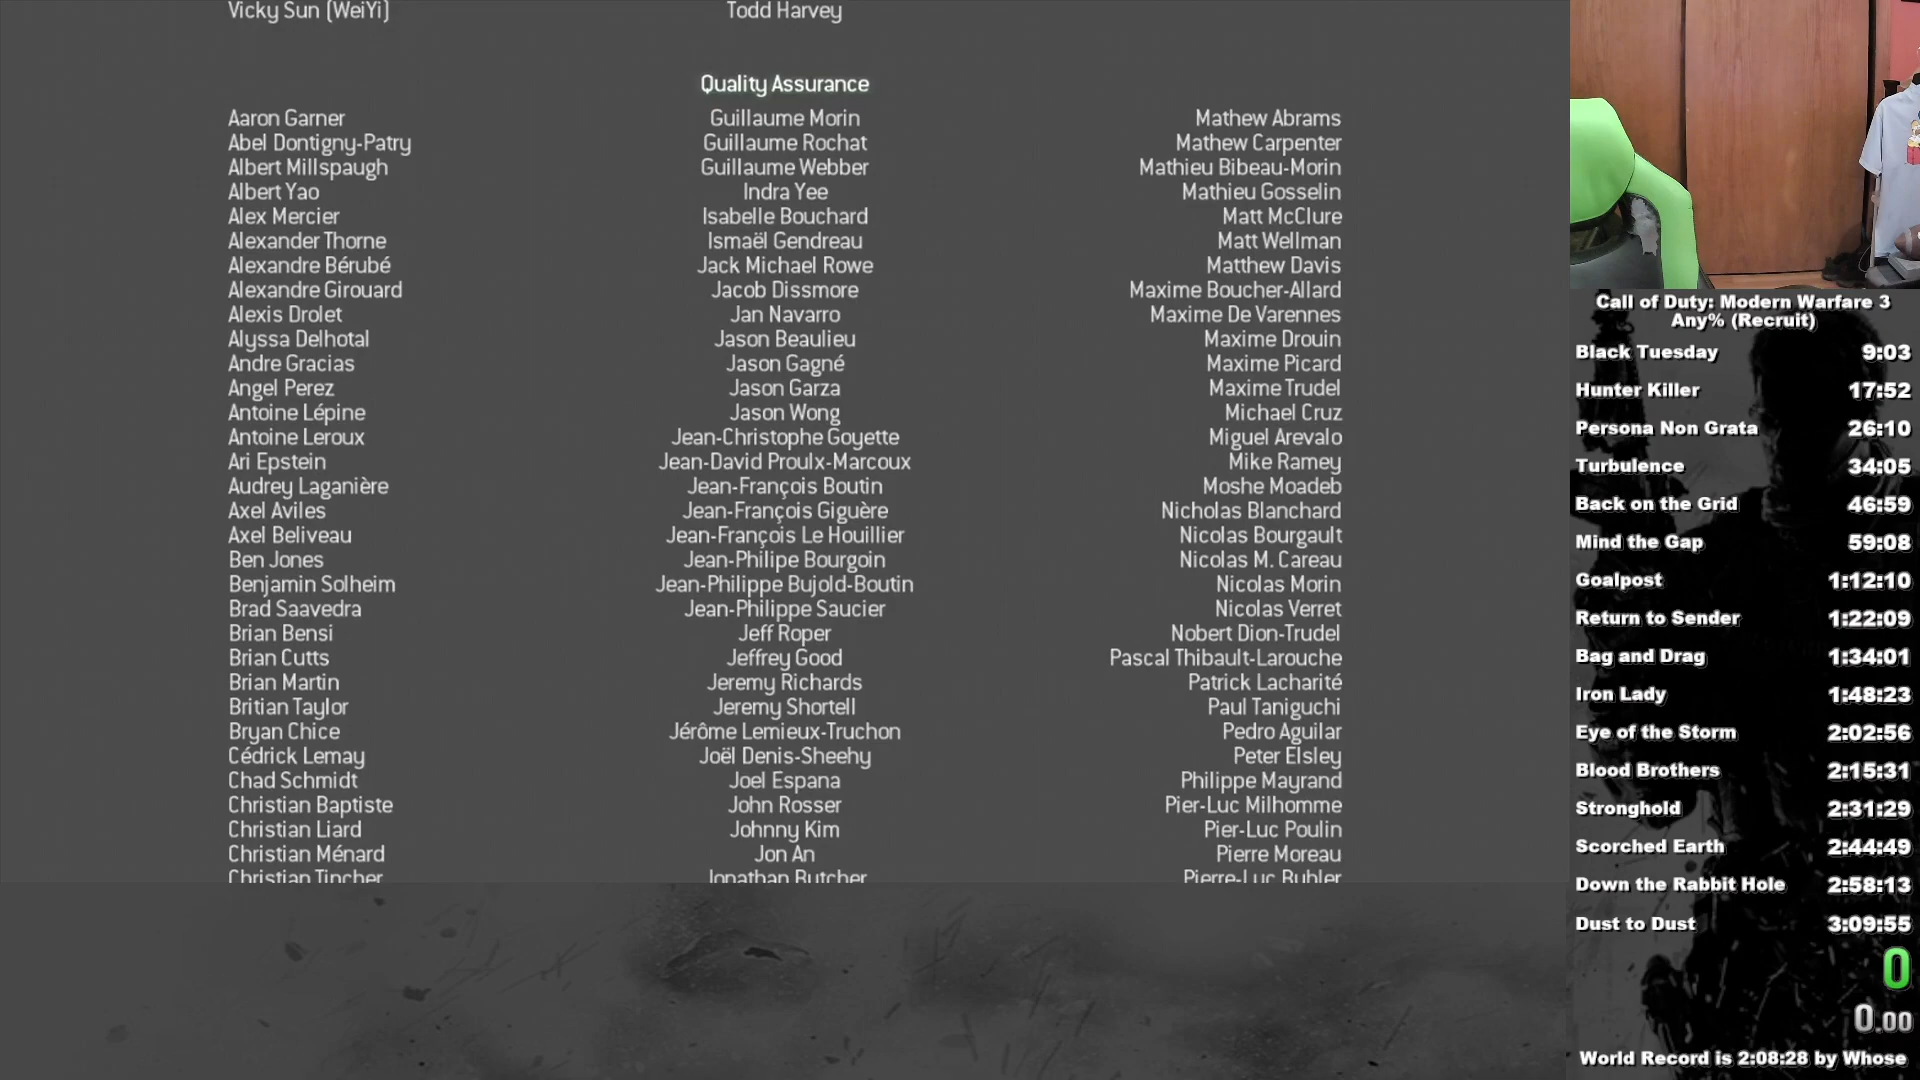 Vicky Sun (WeiYi) Todd Harvey
Quality Assurance
Aaron Garner Guillaume Morin Mathew Abrams
Abel Dontigny-Patry Guillaume Rochat Mathew Carpenter
Albert Millspaugh Guillaume Webber Mathieu Bibeau-Morin
Albert Yao Indra Yee Mathieu Gosselin
Alex Mercier Isabelle Bouchard Matt McClure
Alexander Thorne Ismaël Gendreau Matt Wellman
Alexandre Bérubé Jack Michael Rowe Matthew Davis
Alexandre Girouard Jacob Dissmore Maxime Boucher-Allard
Alexis Drolet Jan Navarro Maxime De Varennes
Alyssa Delhotal Jason Beaulieu Maxime Drouin
Andre Gracias Jason Gagné Maxime Picard
Angel Perez Jason Garza Maxime Trudel
Antoine Lépine Jason Wong Michael Cruz
Antoine Leroux Jean-Christophe Goyette Miguel Arevalo
Ari Epstein Jean-David Proulx-Marcoux Mike Ramey
Audrey Laganière Jean-François Boutin Moshe Moadeb
Axel Aviles Jean-François Giguère Nicholas Blanchard
Axel Beliveau Jean-François Le Houillier Nicolas Bourgault
Ben Jones Jean-Philipe Bourgoin Nicolas M. Careau
Benjamin Solheim Jean-Philippe Bujold-Boutin Nicolas Morin
Brad Saavedra Jean-Philippe Saucier Nicolas Verret
Brian Bensi Jeff Roper Nobert Dion-Trudel
Brian Cutts Jeffrey Good Pascal Thibault-Larouche
Brian Martin Jeremy Richards Patrick Lacharité
Britian Taylor Jeremy Shortell Paul Taniguchi
Bryan Chice Jérôme Lemieux-Truchon Pedro Aguilar
Cédrick Lemay Joël Denis-Sheehy Peter Elsley
Chad Schmidt Joel Espana Philippe Mayrand
Christian Baptiste John Rosser Pier-Luc Milhomme
Christian Liard Johnny Kim Pier-Luc Poulin
Christian Ménard Jon An Pierre Moreau
Christian Tincher Jonathan Butcher Pierre-Luc Buhler
Call of Duty: Modern Warfare 3
Any% (Recruit)
Black Tuesday 9:03
Hunter Killer 17:52
Persona Non Grata 26:10
Turbulence 34:05
Back on the Grid 46:59
Mind the Gap 59:08
Goalpost 1:12:10
Return to Sender 1:22:09
Bag and Drag 1:34:01
Iron Lady 1:48:23
Eye of the Storm 2:02:56
Blood Brothers 2:15:31
Stronghold 2:31:29
Scorched Earth 2:44:49
Down the Rabbit Hole 2:58:13
Dust to Dust 3:09:55
0
0.00
World Record is 2:08:28 by Whose